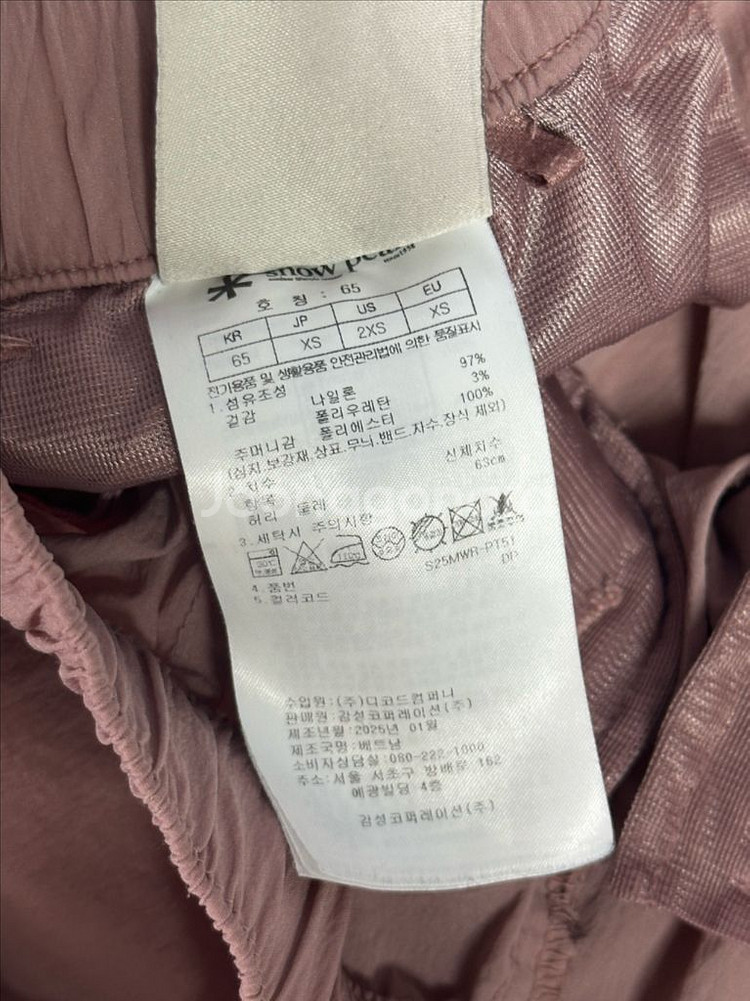 snow peak
호 칭 : 65
KR JP US EU
65 XS 2XS XS
전기용품 및 생활용품 안전관리법에 의한 품질표시
1.섬유조성
겉감 나일론 97%
폴리우레탄 3%
주머니감 폴리에스터 100%
(심지.보강재.상표.무늬.밴드.자수.장식 제외)
2.치수
항목 신체치수
허리 둘레 63cm
3.세탁시 주의사항
4.품번 S25MWR-PT51
5.컬러코드 DP
수입원:(주)디코드컴퍼니
판매원:감성코퍼레이션(주)
제조년월:2025년 01월
제조국명:베트남
소비자상담실:080-222-1000
주소:서울 서초구 방배로 162
예광빌딩 4층
감성코퍼레이션(주)